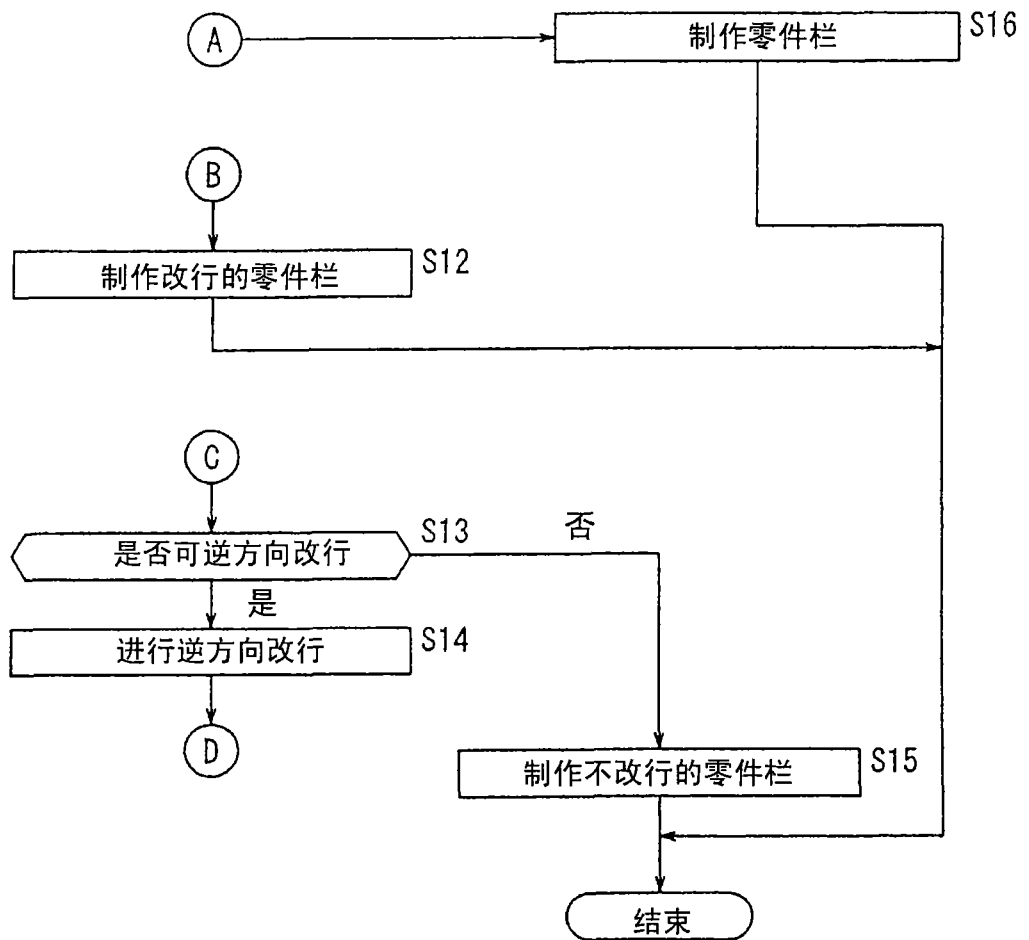 A
制作零件栏
S16
B
制作改行的零件栏
S12
C
是否可逆方向改行
S13
否
是
进行逆方向改行
S14
D
制作不改行的零件栏
S15
结束